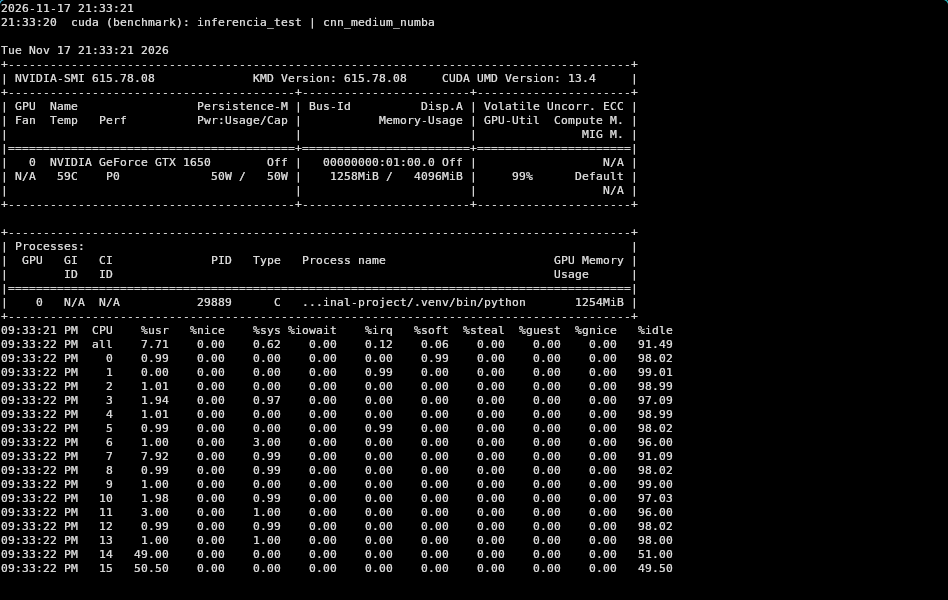 2026-11-17 21:33:21
21:33:20  cuda (benchmark): inferencia_test | cnn_medium_numba

Tue Nov 17 21:33:21 2026
+-----------------------------------------------------------------------------------------+
| NVIDIA-SMI 615.78.08              KMD Version: 615.78.08     CUDA UMD Version: 13.4     |
+-----------------------------------------+------------------------+----------------------+
| GPU  Name                 Persistence-M | Bus-Id          Disp.A | Volatile Uncorr. ECC |
| Fan  Temp   Perf          Pwr:Usage/Cap |           Memory-Usage | GPU-Util  Compute M. |
|                                         |                        |               MIG M. |
|=========================================+========================+======================|
|   0  NVIDIA GeForce GTX 1650        Off |   00000000:01:00.0 Off |                  N/A |
| N/A   59C    P0             50W /   50W |    1258MiB /   4096MiB |     99%      Default |
|                                         |                        |                  N/A |
+-----------------------------------------+------------------------+----------------------+

+-----------------------------------------------------------------------------------------+
| Processes:                                                                              |
|  GPU   GI   CI              PID   Type   Process name                        GPU Memory |
|        ID   ID                                                               Usage      |
|=========================================================================================|
|    0   N/A  N/A           29889      C   ...inal-project/.venv/bin/python       1254MiB |
+-----------------------------------------------------------------------------------------+
09:33:21 PM  CPU    %usr   %nice    %sys %iowait    %irq   %soft  %steal  %guest  %gnice   %idle
09:33:22 PM  all    7.71    0.00    0.62    0.00    0.12    0.06    0.00    0.00    0.00   91.49
09:33:22 PM    0    0.99    0.00    0.00    0.00    0.00    0.99    0.00    0.00    0.00   98.02
09:33:22 PM    1    0.00    0.00    0.00    0.00    0.99    0.00    0.00    0.00    0.00   99.01
09:33:22 PM    2    1.01    0.00    0.00    0.00    0.00    0.00    0.00    0.00    0.00   98.99
09:33:22 PM    3    1.94    0.00    0.97    0.00    0.00    0.00    0.00    0.00    0.00   97.09
09:33:22 PM    4    1.01    0.00    0.00    0.00    0.00    0.00    0.00    0.00    0.00   98.99
09:33:22 PM    5    0.99    0.00    0.00    0.00    0.99    0.00    0.00    0.00    0.00   98.02
09:33:22 PM    6    1.00    0.00    3.00    0.00    0.00    0.00    0.00    0.00    0.00   96.00
09:33:22 PM    7    7.92    0.00    0.99    0.00    0.00    0.00    0.00    0.00    0.00   91.09
09:33:22 PM    8    0.99    0.00    0.99    0.00    0.00    0.00    0.00    0.00    0.00   98.02
09:33:22 PM    9    1.00    0.00    0.00    0.00    0.00    0.00    0.00    0.00    0.00   99.00
09:33:22 PM   10    1.98    0.00    0.99    0.00    0.00    0.00    0.00    0.00    0.00   97.03
09:33:22 PM   11    3.00    0.00    1.00    0.00    0.00    0.00    0.00    0.00    0.00   96.00
09:33:22 PM   12    0.99    0.00    0.99    0.00    0.00    0.00    0.00    0.00    0.00   98.02
09:33:22 PM   13    1.00    0.00    1.00    0.00    0.00    0.00    0.00    0.00    0.00   98.00
09:33:22 PM   14   49.00    0.00    0.00    0.00    0.00    0.00    0.00    0.00    0.00   51.00
09:33:22 PM   15   50.50    0.00    0.00    0.00    0.00    0.00    0.00    0.00    0.00   49.50